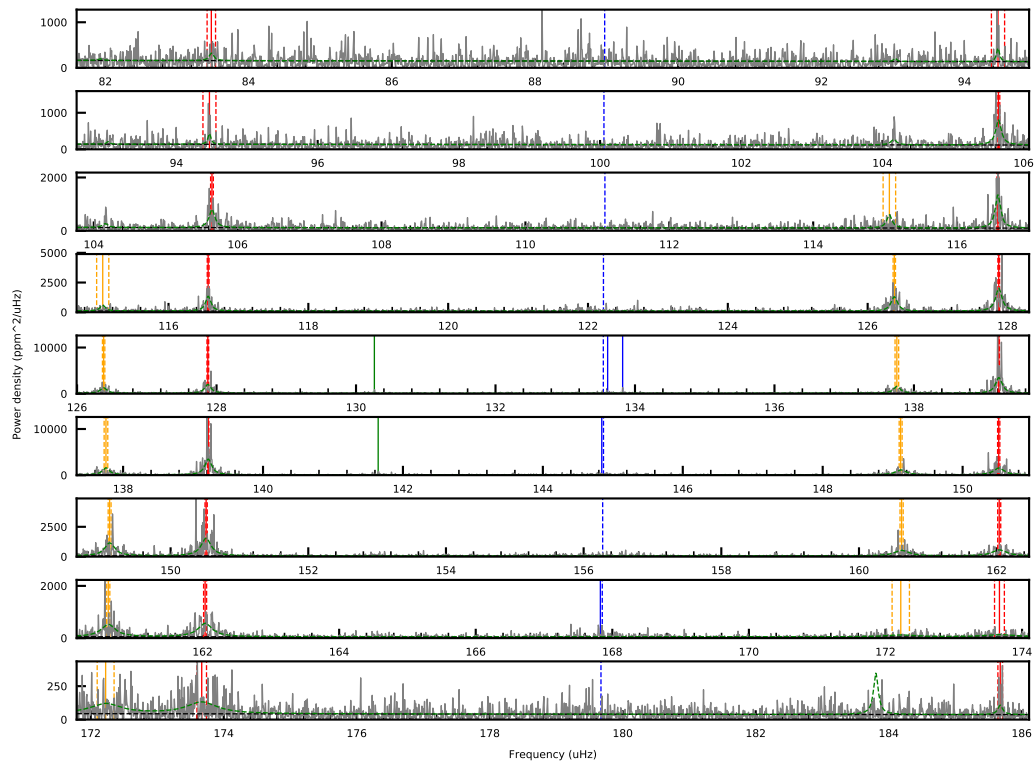 1000
0
82 84 86 88 90 92 94
1000
0
94 96 98 100 102 104 106
2000
0
104 106 108 110 112 114 116
5000
2500
0
116 118 120 122 124 126 128
10000
0
126 128 130 132 134 136 138
10000
0
138 140 142 144 146 148 150
2500
0
150 152 154 156 158 160 162
2000
0
162 164 166 168 170 172 174
250
0
172 174 176 178 180 182 184 186
Power density (ppm^2/uHz)
Frequency (uHz)